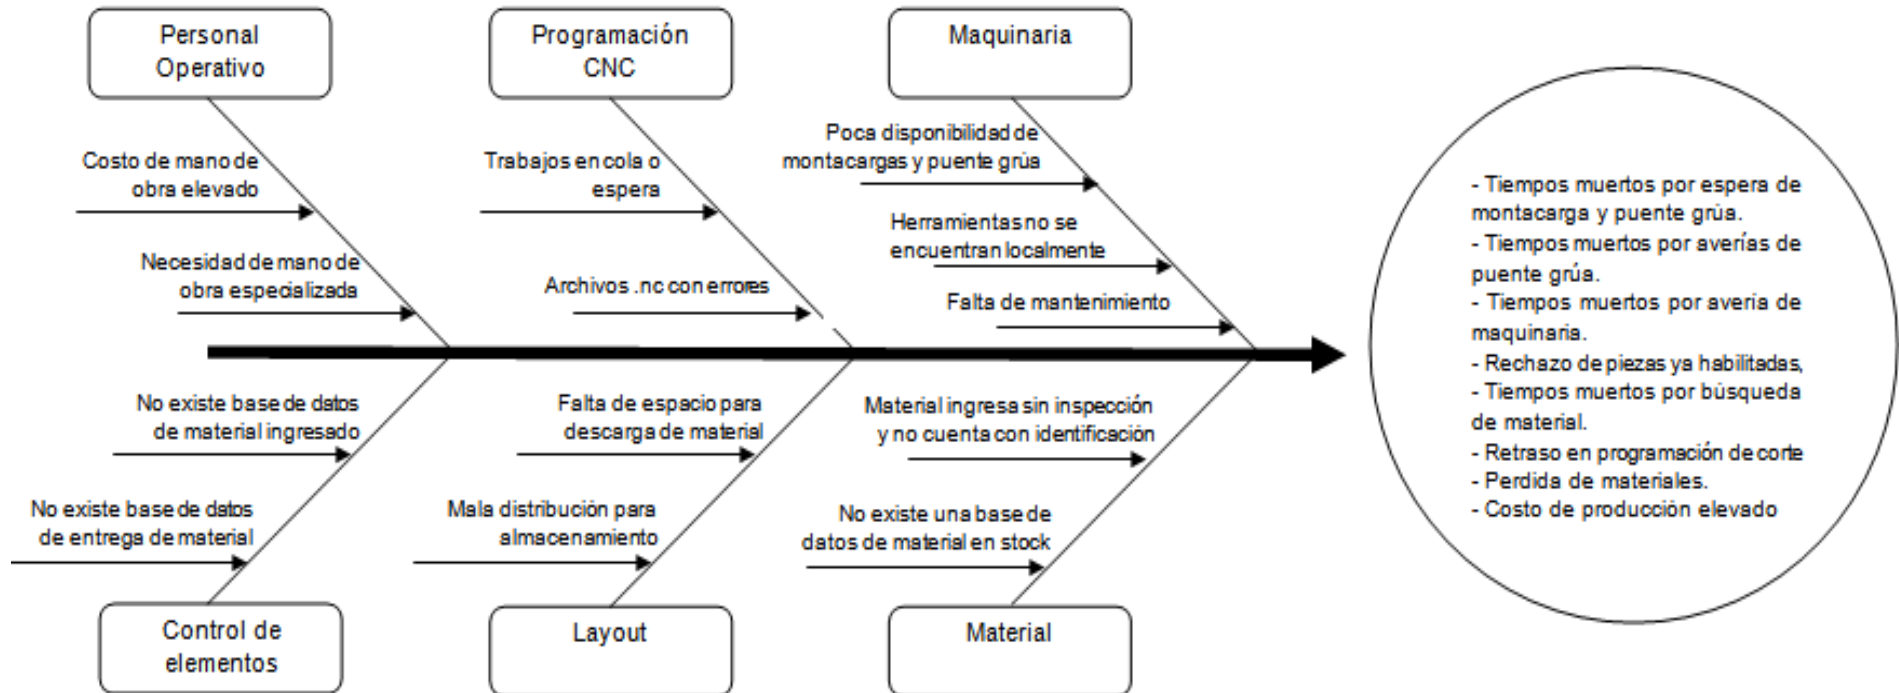 Personal
Operativo
Programación
CNC
Maquinaria
Costo de mano de
obra elevado
Necesidad de mano de
obra especializada
Trabajos en cola o
espera
Archivos .nc con errores
Poca disponibilidad de
montacargas y puente grúa
Herramientas no se
encuentran localmente
Falta de mantenimiento
No existe base de datos
de material ingresado
No existe base de datos
de entrega de material
Falta de espacio para
descarga de material
Mala distribución para
almacenamiento
Material ingresa sin inspección
y no cuenta con identificación
No existe una base de
datos de material en stock
Control de
elementos
Layout
Material
- Tiempos muertos por espera de
montacarga y puente grúa.
- Tiempos muertos por averías de
puente grúa.
- Tiempos muertos por avería de
maquinaria.
- Rechazo de piezas ya habilitadas,
- Tiempos muertos por búsqueda
de material.
- Retraso en programación de corte
- Perdida de materiales.
- Costo de producción elevado